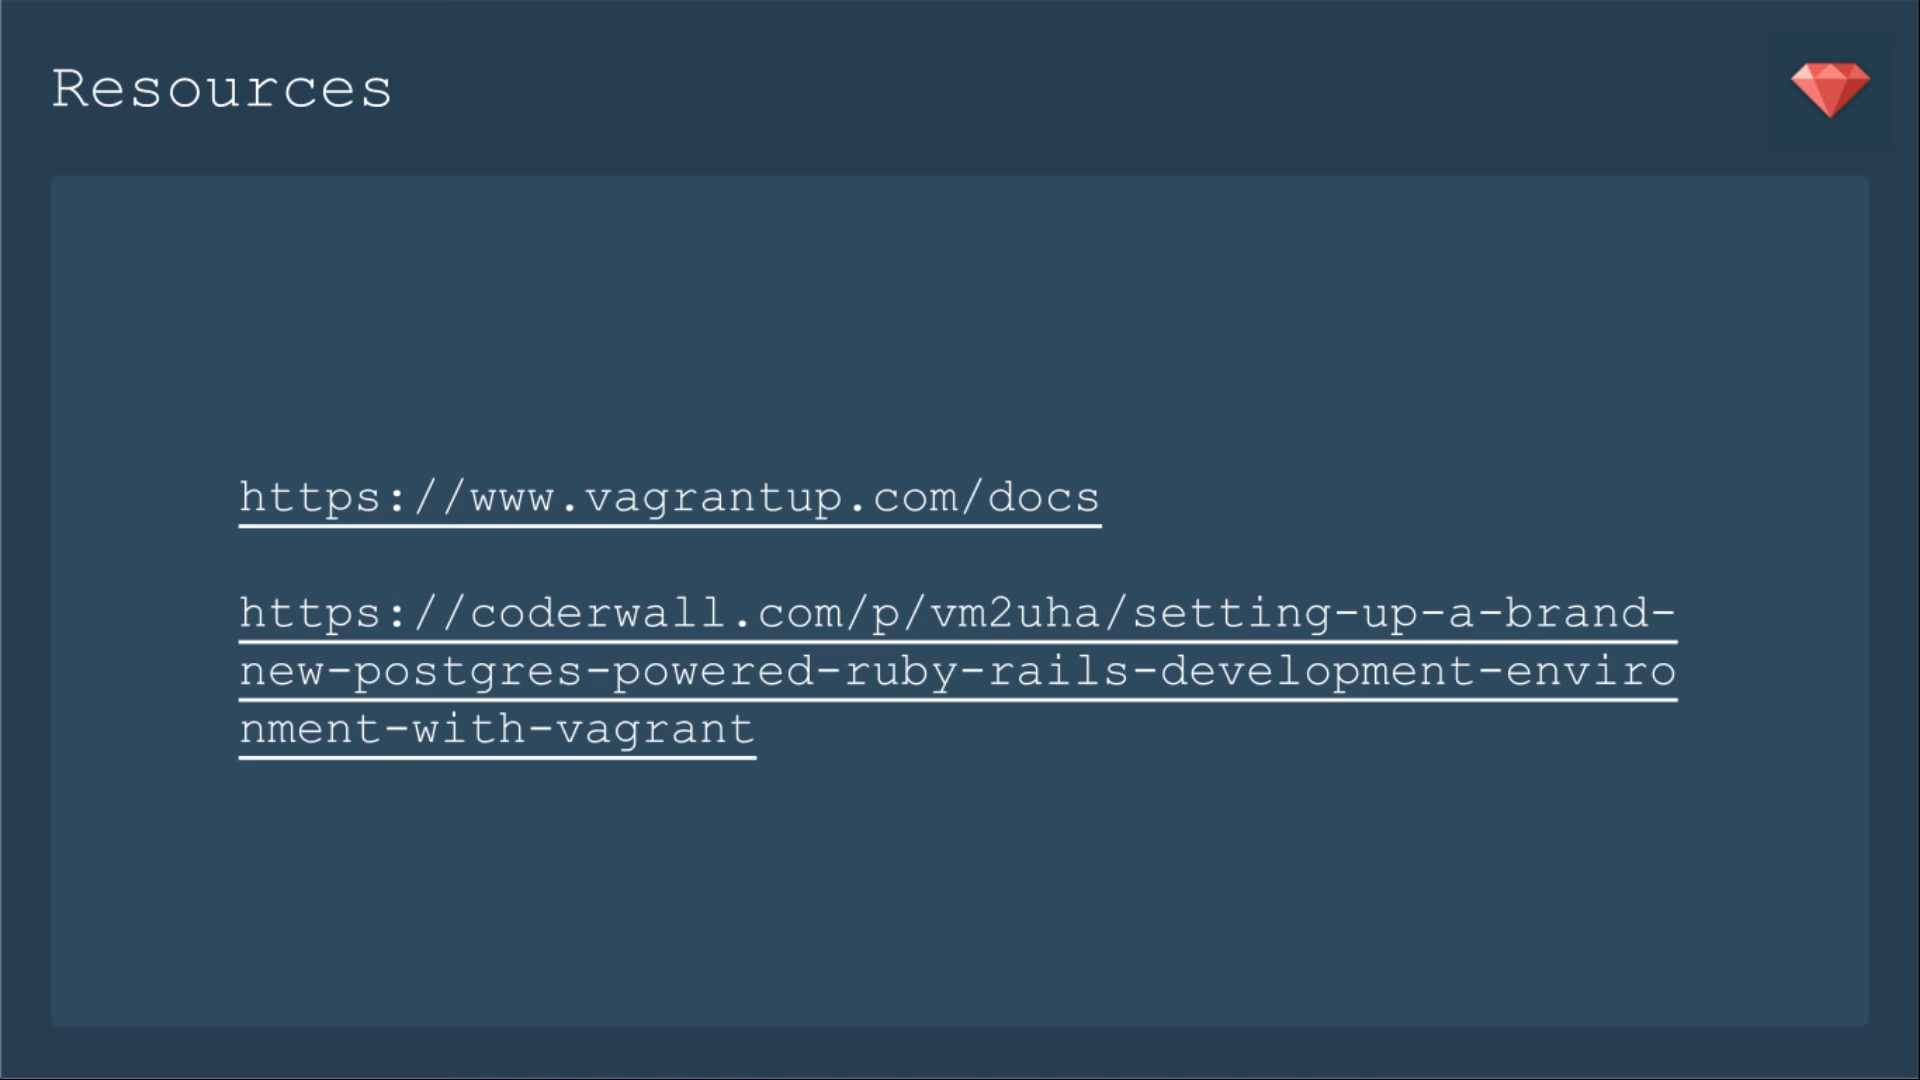 Resources
https://www.vagrantup.com/docs
https://coderwall.com/p/vm2uha/setting-up-a-brand-
new-postgres-powered-ruby-rails-development-enviro
nment-with-vagrant